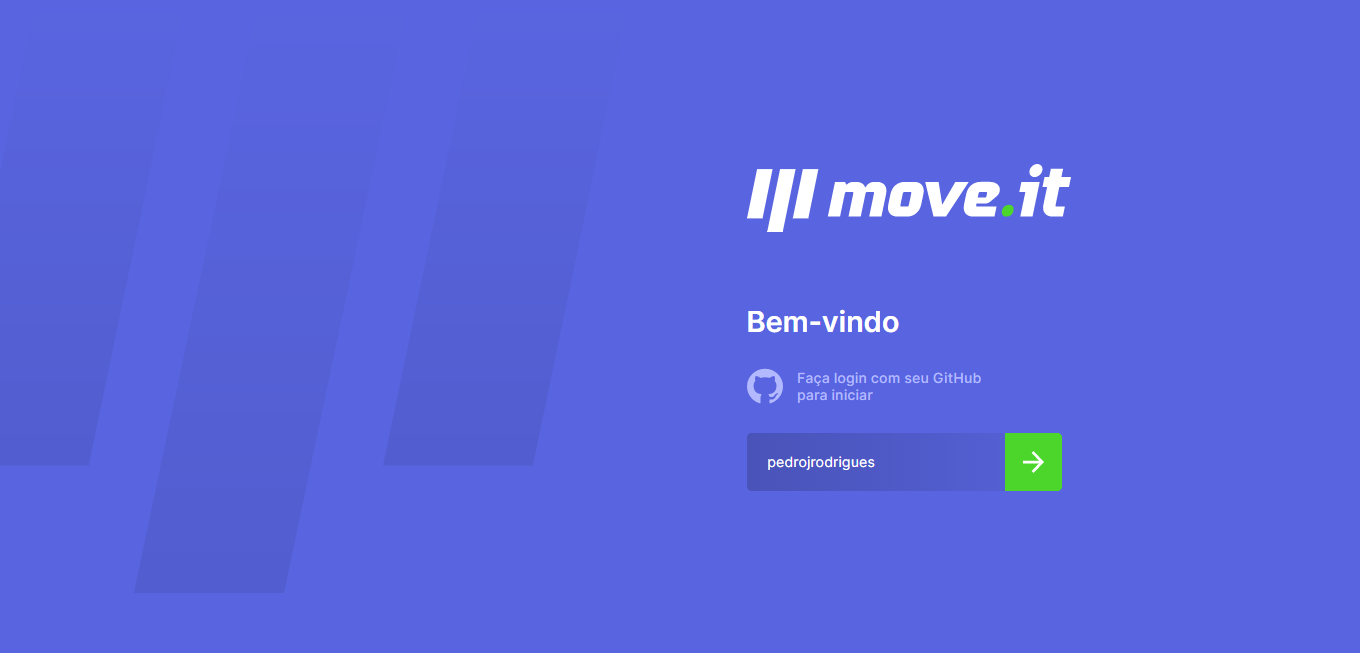 move.it
Bem-vindo
Faça login com seu GitHub
para iniciar
pedrojrodrigues